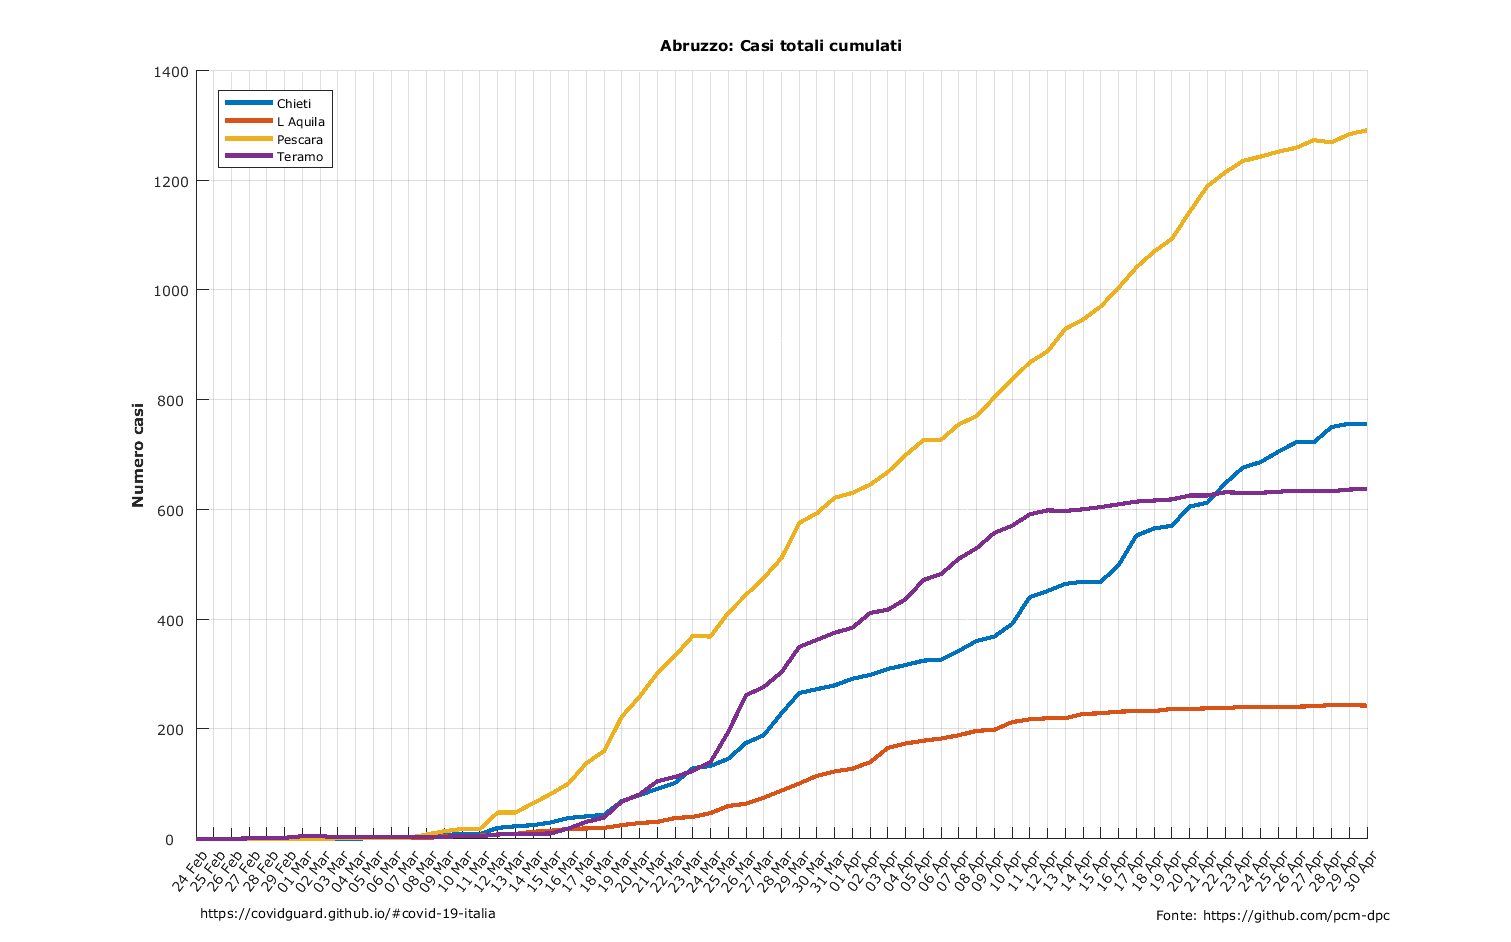 Abruzzo: Casi totali cumulati
1400
1200
1000
800
600
400
200
0
Numero casi
Chieti
L Aquila
Pescara
Teramo
24 Feb
25 Feb
26 Feb
27 Feb
28 Feb
29 Feb
01 Mar
02 Mar
03 Mar
04 Mar
05 Mar
06 Mar
07 Mar
08 Mar
09 Mar
10 Mar
11 Mar
12 Mar
13 Mar
14 Mar
15 Mar
16 Mar
17 Mar
18 Mar
19 Mar
20 Mar
21 Mar
22 Mar
23 Mar
24 Mar
25 Mar
26 Mar
27 Mar
28 Mar
29 Mar
30 Mar
31 Mar
01 Apr
02 Apr
03 Apr
04 Apr
05 Apr
06 Apr
07 Apr
08 Apr
09 Apr
10 Apr
11 Apr
12 Apr
13 Apr
14 Apr
15 Apr
16 Apr
17 Apr
18 Apr
19 Apr
20 Apr
21 Apr
22 Apr
23 Apr
24 Apr
25 Apr
26 Apr
27 Apr
28 Apr
29 Apr
30 Apr
https://covidguard.github.io/#covid-19-italia
Fonte: https://github.com/pcm-dpc